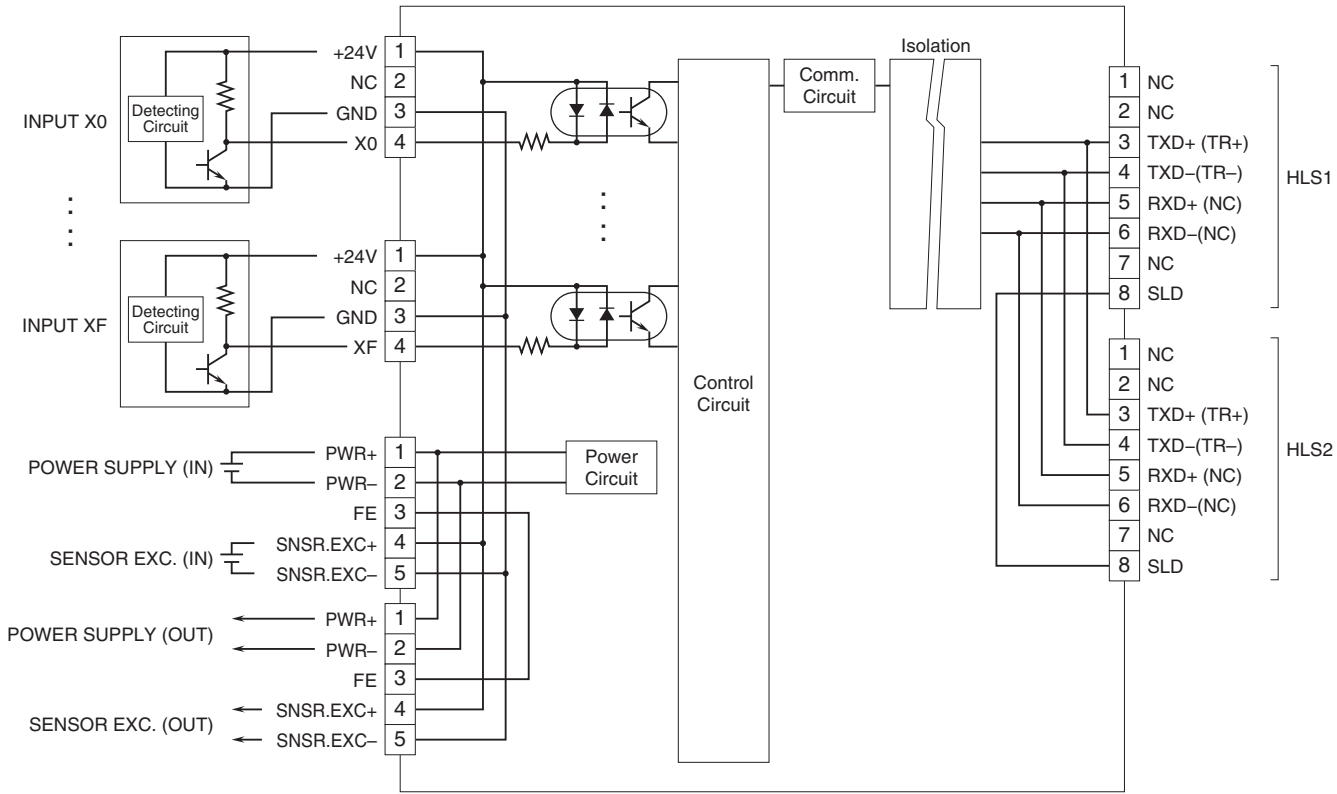 INPUT X0
Detecting
Circuit
+24V 1
NC 2
GND 3
X0 4
INPUT XF
Detecting
Circuit
+24V 1
NC 2
GND 3
XF 4
POWER SUPPLY (IN)
PWR+ 1
PWR– 2
FE 3
SENSOR EXC. (IN)
SNSR.EXC+ 4
SNSR.EXC– 5
POWER SUPPLY (OUT)
PWR+ 1
PWR– 2
FE 3
SENSOR EXC. (OUT)
SNSR.EXC+ 4
SNSR.EXC– 5
Power
Circuit
Control
Circuit
Comm.
Circuit
Isolation
1 NC
2 NC
3 TXD+ (TR+)
4 TXD–(TR–)
5 RXD+ (NC)
6 RXD–(NC)
7 NC
8 SLD
HLS1
1 NC
2 NC
3 TXD+ (TR+)
4 TXD–(TR–)
5 RXD+ (NC)
6 RXD–(NC)
7 NC
8 SLD
HLS2